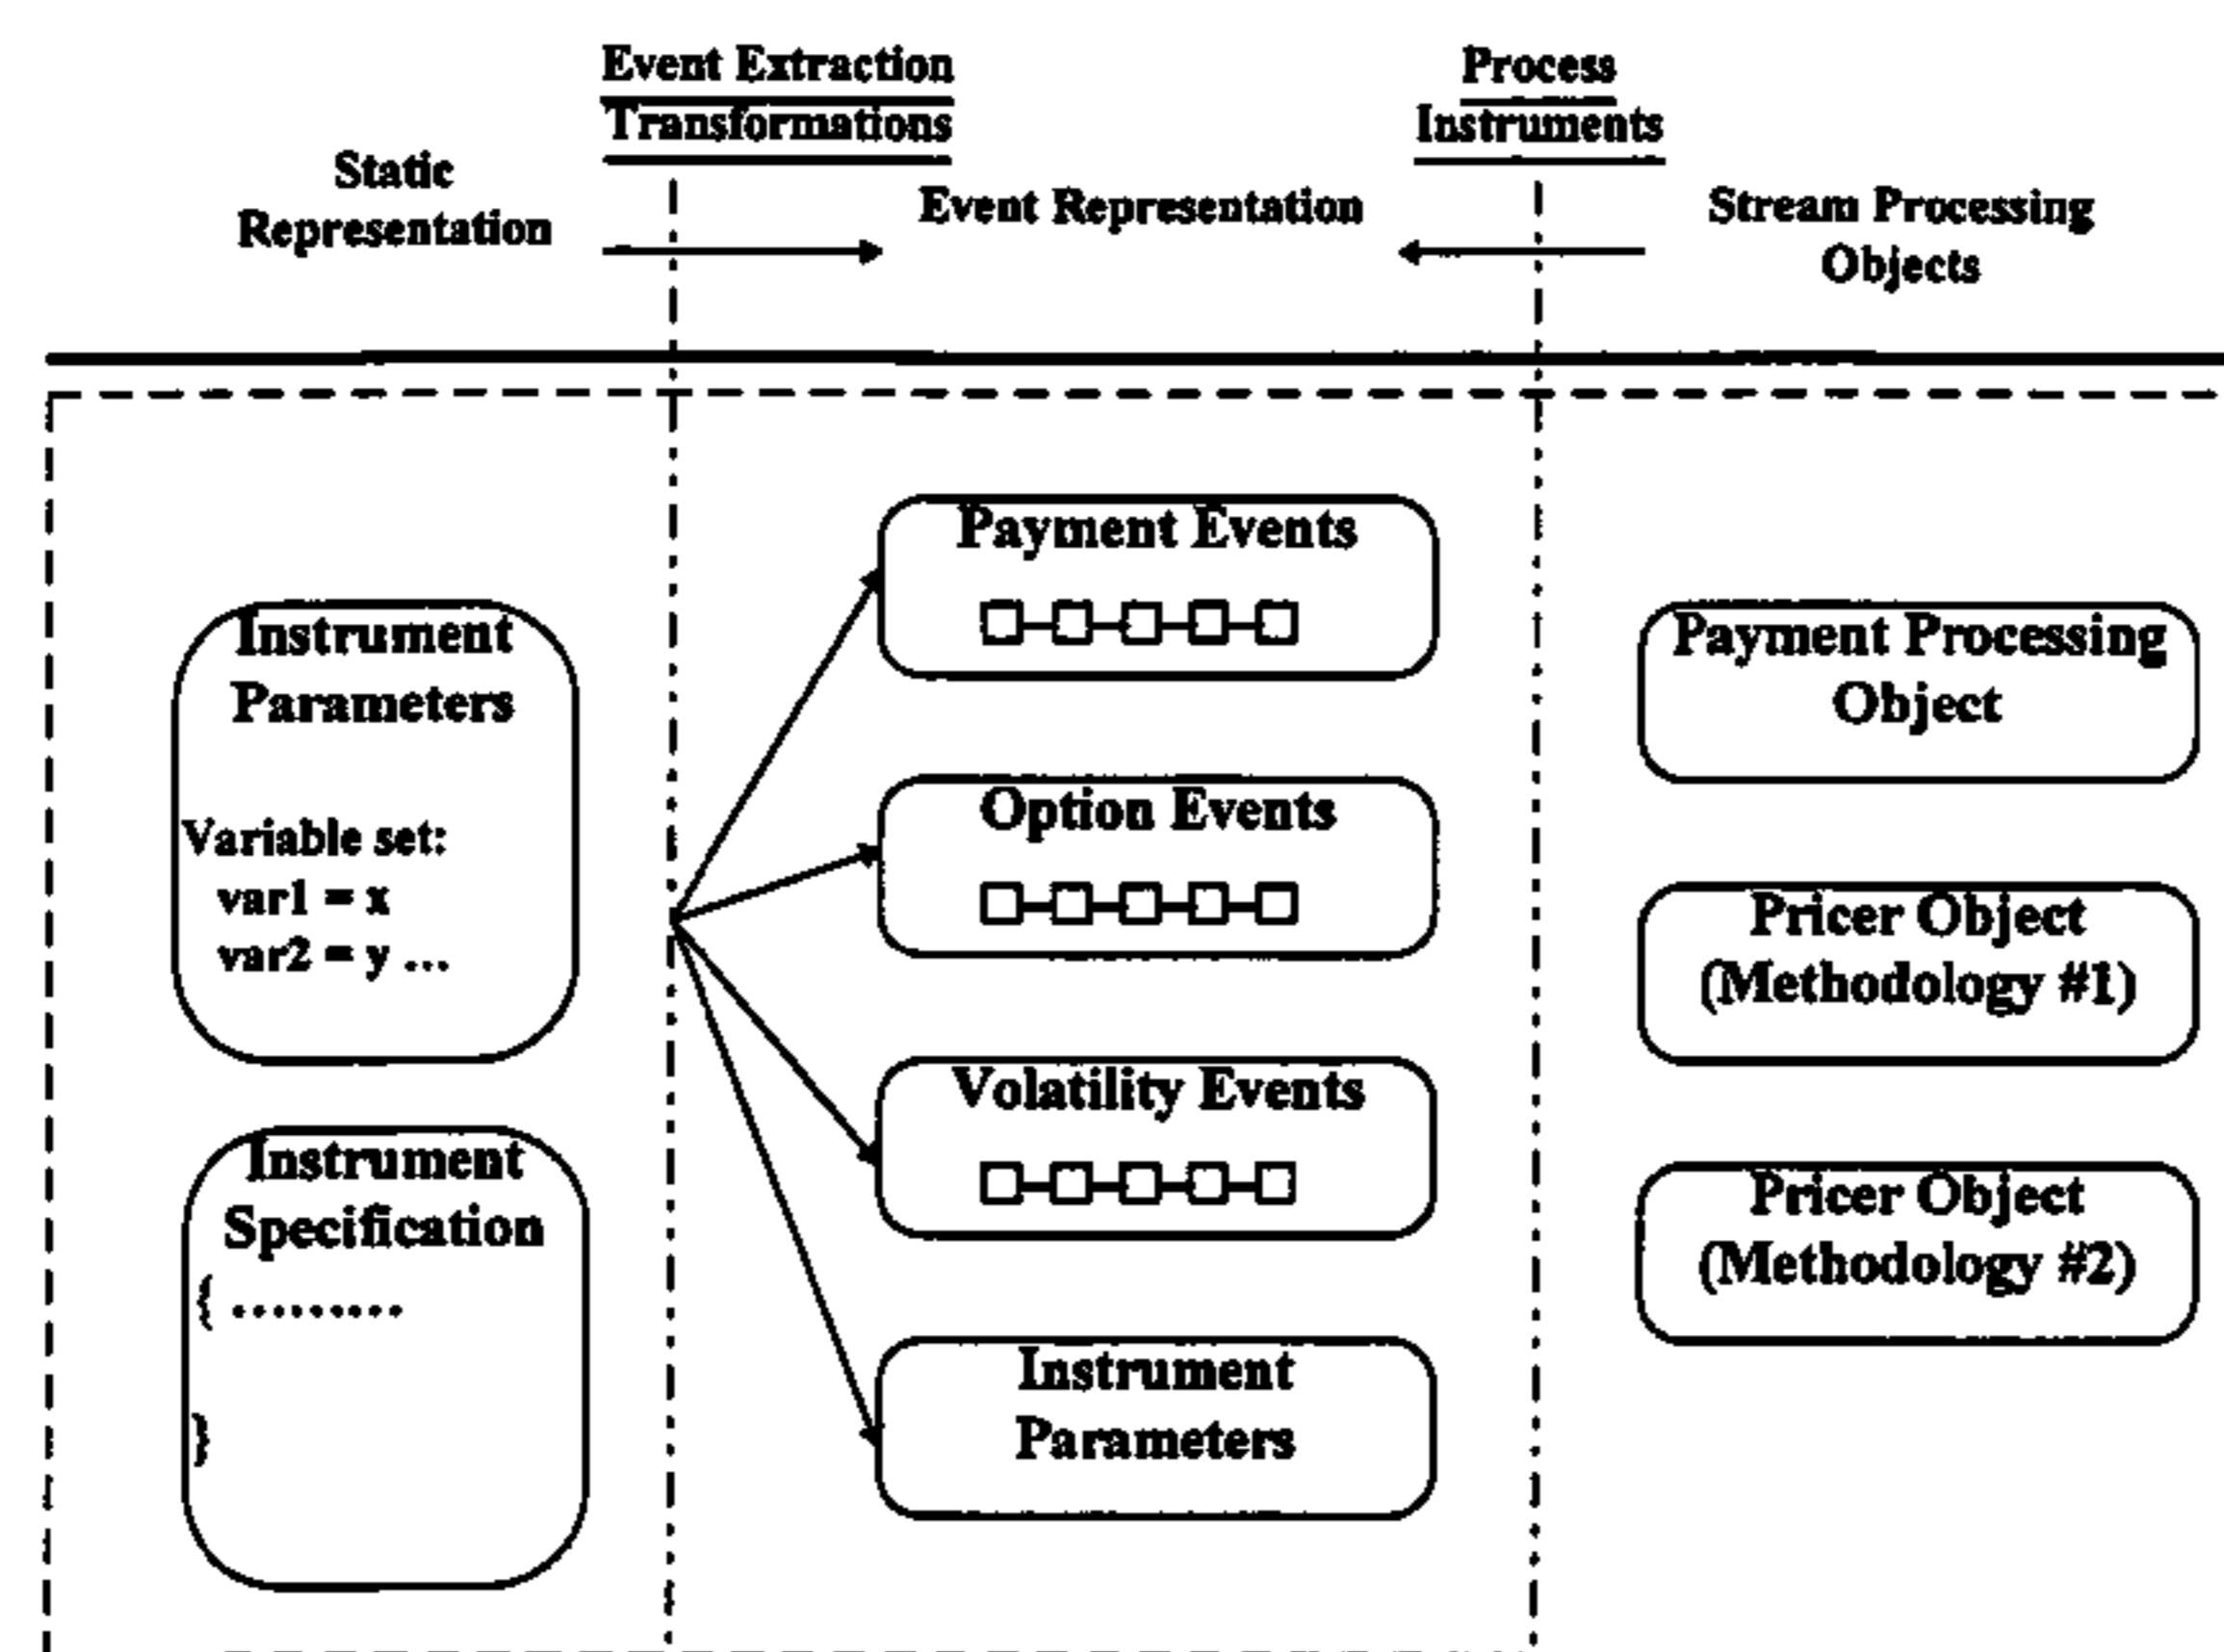 Event Extraction
Transformations
Process
Instruments
Static
Representation
Event Representation
Stream Processing
Objects
Instrument
Parameters
Variable set:
var1 = x
var2 = y ...
Instrument
Specification
{ .........
}
Payment Events
Option Events
Volatility Events
Instrument
Parameters
Payment Processing
Object
Pricer Object
(Methodology #1)
Pricer Object
(Methodology #2)